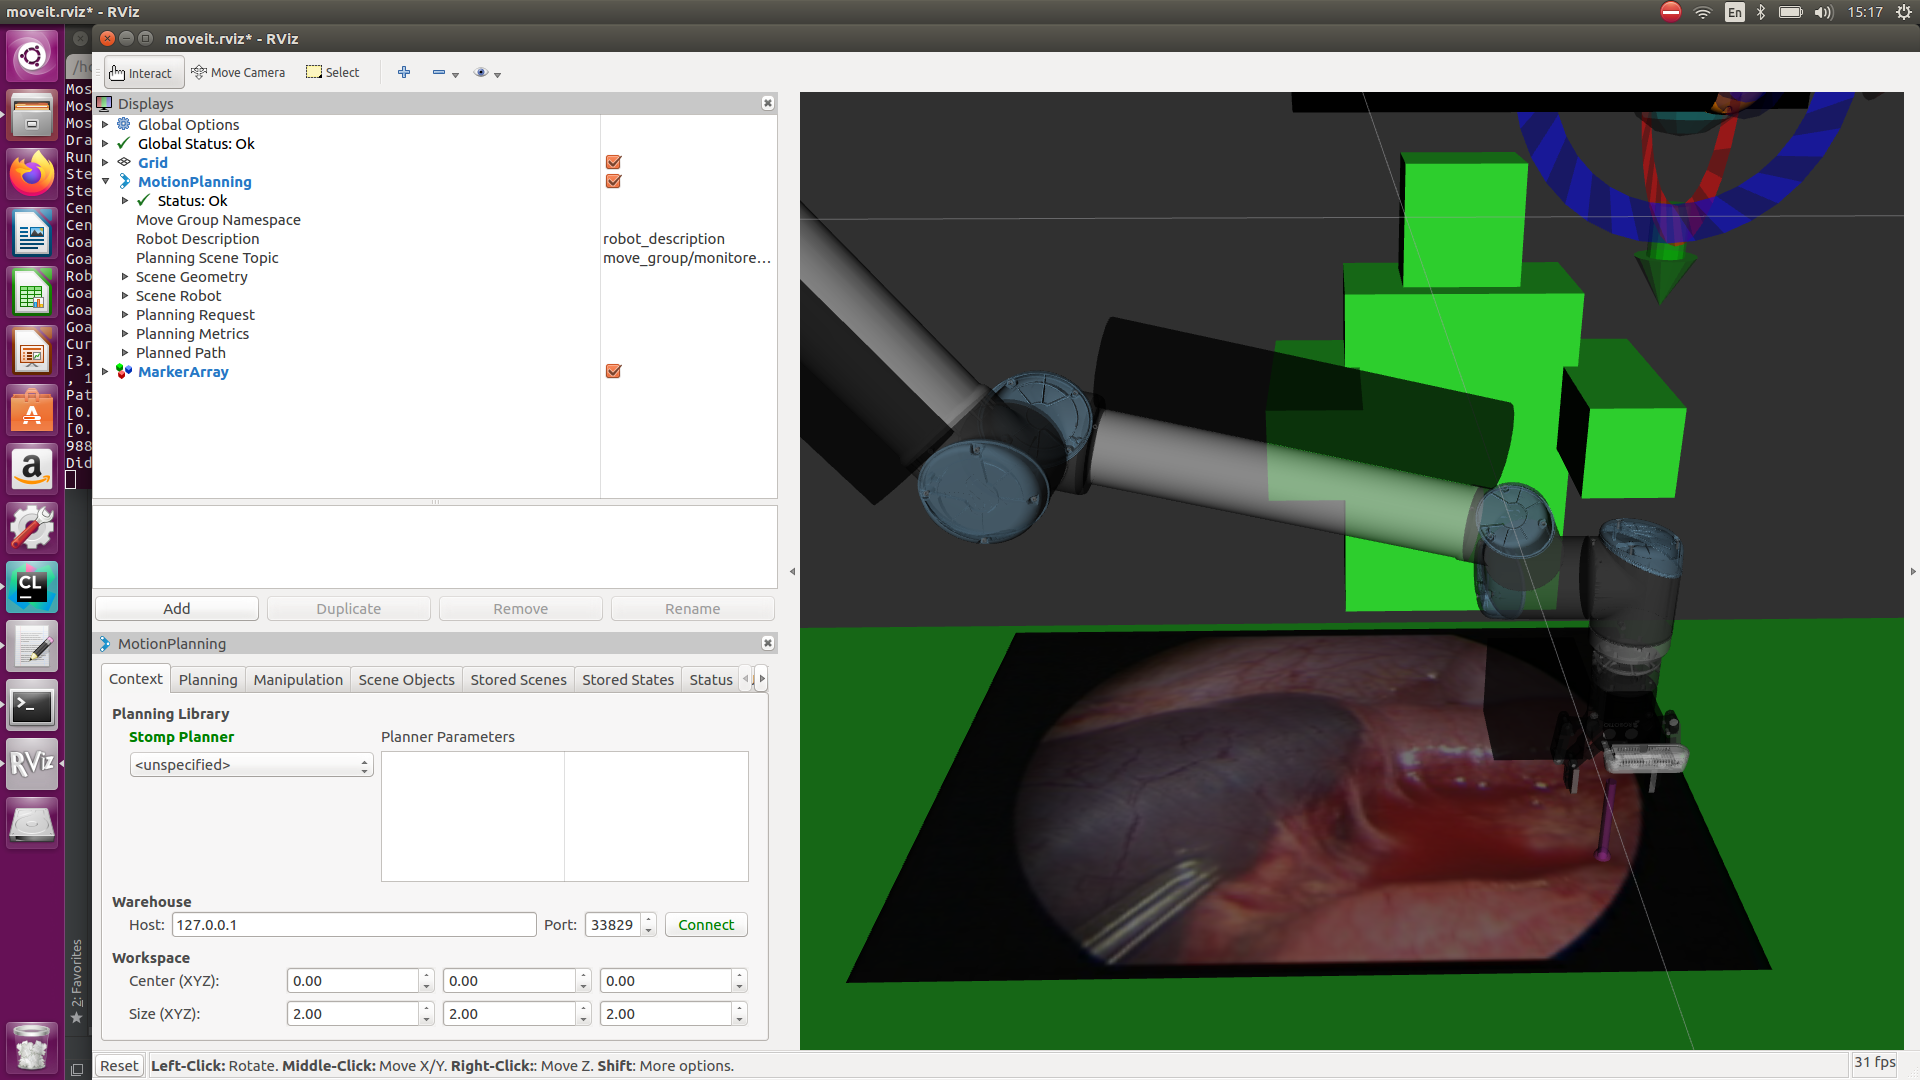 moveit.rviz* - RViz
En
15:17
moveit.rviz* - RViz
/ho
Interact
Move Camera
Select
Mos
Mos
Mos
Dra
Run
Ste
Ste
Cen
Cen
Goa
Goa
Rob
Goa
Goa
Goa
Cur
[3.
, 1
Pat
[0.
[0.
988
Did
Displays
Global Options
Global Status: Ok
Grid
MotionPlanning
Status: Ok
Move Group Namespace
Robot Description robot_description
Planning Scene Topic move_group/monitore...
Scene Geometry
Scene Robot
Planning Request
Planning Metrics
Planned Path
MarkerArray
Add Duplicate Remove Rename
MotionPlanning
Context Planning Manipulation Scene Objects Stored Scenes Stored States Status
Planning Library
Stomp Planner Planner Parameters
<unspecified>
Warehouse
Host: 127.0.0.1 Port: 33829 Connect
Workspace
Center (XYZ): 0.00 0.00 0.00
Size (XYZ): 2.00 2.00 2.00
2: Favorites
CL
RViz
Reset Left-Click: Rotate. Middle-Click: Move X/Y. Right-Click:: Move Z. Shift: More options.
31 fps